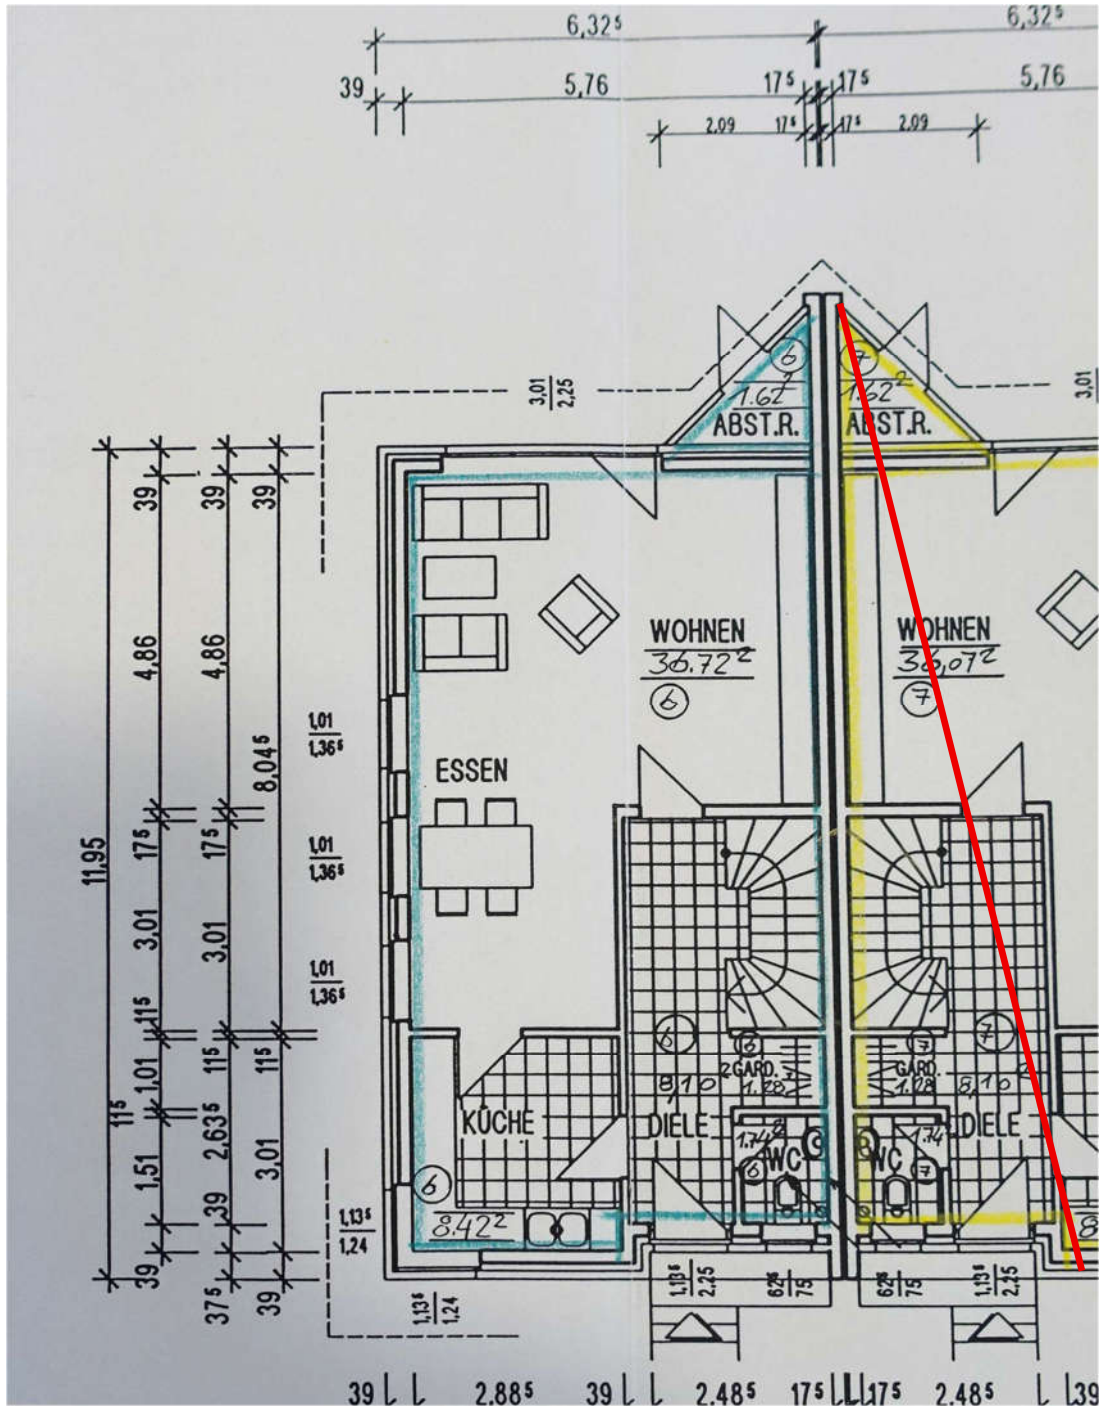 6,32⁵ 6,32⁵
39 5,76 17⁵ 17⁵ 5,76
2.09 17⁵ 17⁵ 2.09
6 7
3,01 2,25 1.62² 1.62² 3,01
ABST.R. ABST.R.
39 39 39
4,86 4,86
WOHNEN WOHNEN
36.72² 36,07²
6 7
1,01
1,36⁵
8,04⁵
ESSEN
17⁵ 17⁵
11,95
1,01
1,36⁵
3,01 3,01
1,01
1,36⁵
11⁵
6 6 7 7
1,01 11⁵ 11⁵
GARD. GARD.
8,10² 1.28 1.28 8,10²
11⁵
KÜCHE DIELE DIELE
2,63⁵
1.74² 1.74
1,51 3,01
WC WC
6 6 7
39
1,13⁵
1,24
8.42² 8
39 37⁵ 39
1,13⁵ 2,25 62⁵ 75 62⁵ 75 1,13⁵ 2,25
1,13⁵ 1,24
39 2.88⁵ 39 2.48⁵ 17⁵ 17⁵ 2.48⁵ 39